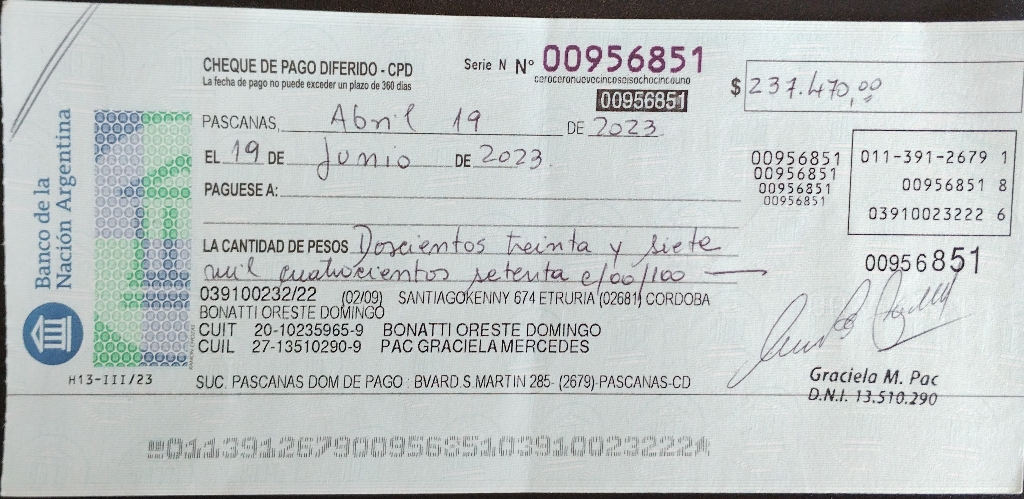 Banco de la
Nación Argentina
H13-III/23
CHEQUE DE PAGO DIFERIDO - CPD
La fecha de pago no puede exceder un plazo de 360 días
Serie N Nº 00956851
ceroceronuevecincoseisochocincouno
00956851
$ 237.470,00
PASCANAS, Abril 19 DE 2023
EL 19 DE Junio DE 2023.
PAGUESE A:
00956851
00956851
00956851
00956851
011-391-2679 1
00956851 8
03910023222 6
00956851
LA CANTIDAD DE PESOS Doscientos treinta y siete
mil cuatrocientos setenta c/00/100
039100232/22 (02/09) SANTIAGOKENNY 674 ETRURIA (02681) CORDOBA
BONATTI ORESTE DOMINGO
CUIT 20-10235965-9 BONATTI ORESTE DOMINGO
CUIL 27-13510290-9 PAC GRACIELA MERCEDES
SUC. PASCANAS DOM DE PAGO : BVARD.S.MARTIN 285- (2679)-PASCANAS-CD
Graciela M. Pac
D.N.I. 13.510.290